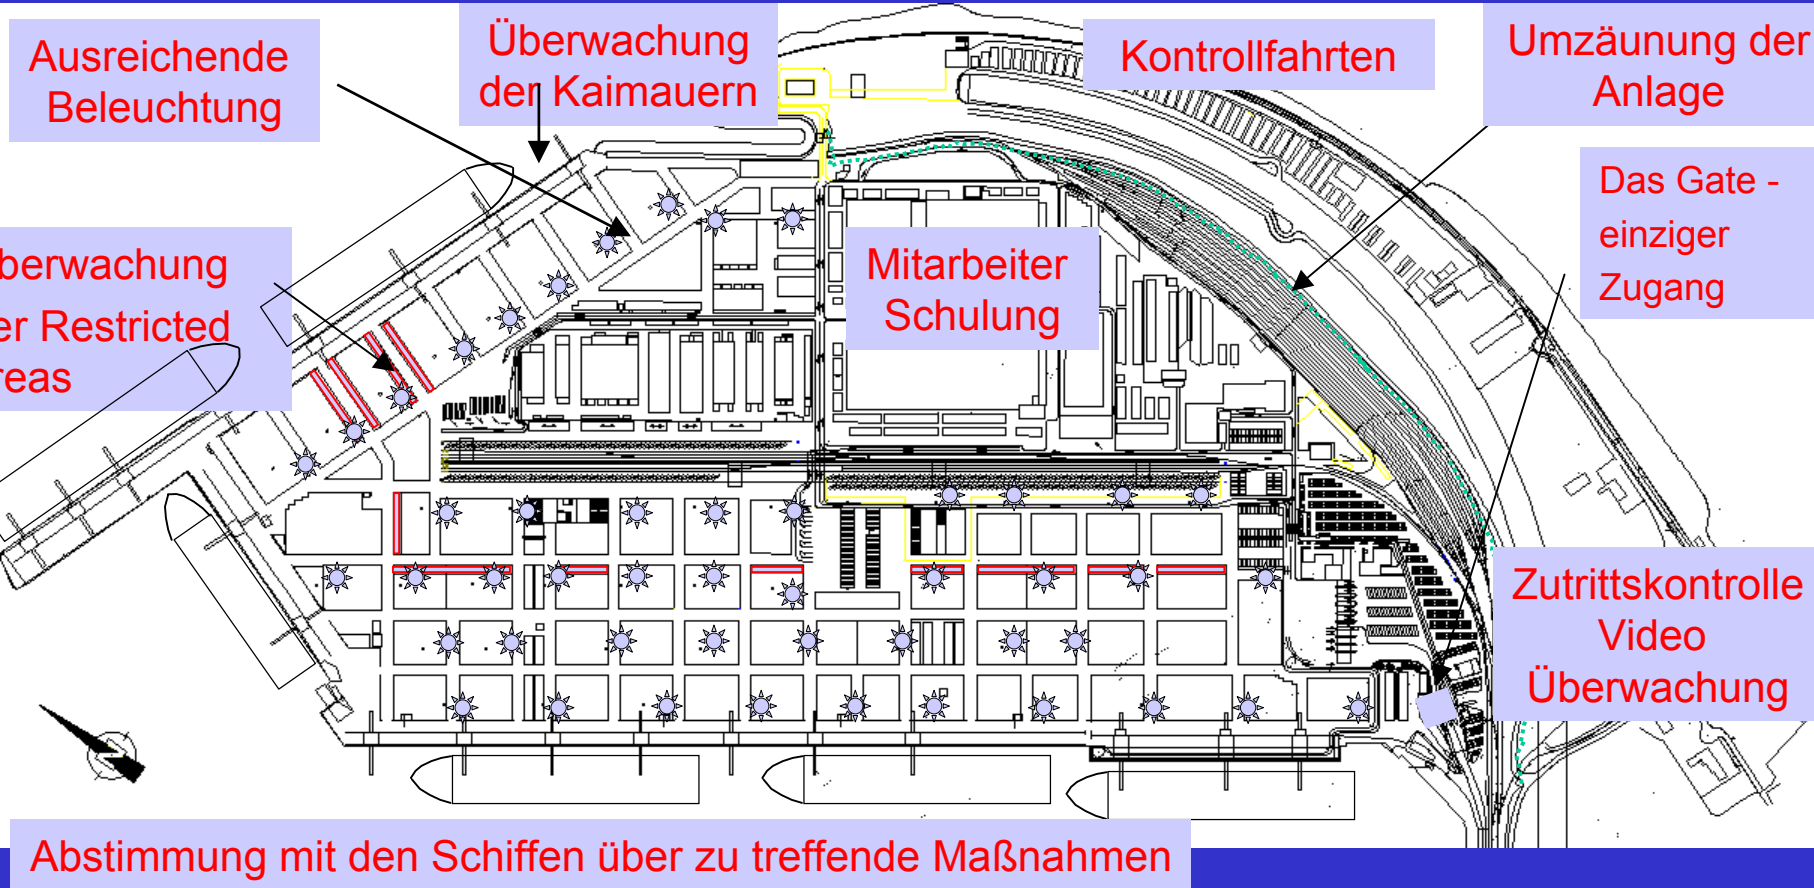 Ausreichende
Beleuchtung
Überwachung
der Kaimauern
Kontrollfahrten
Umzäunung der
Anlage
Das Gate -
einziger
Zugang
berwachung
er Restricted
reas
Mitarbeiter
Schulung
Zutrittskontrolle
Video
Überwachung
Abstimmung mit den Schiffen über zu treffende Maßnahmen